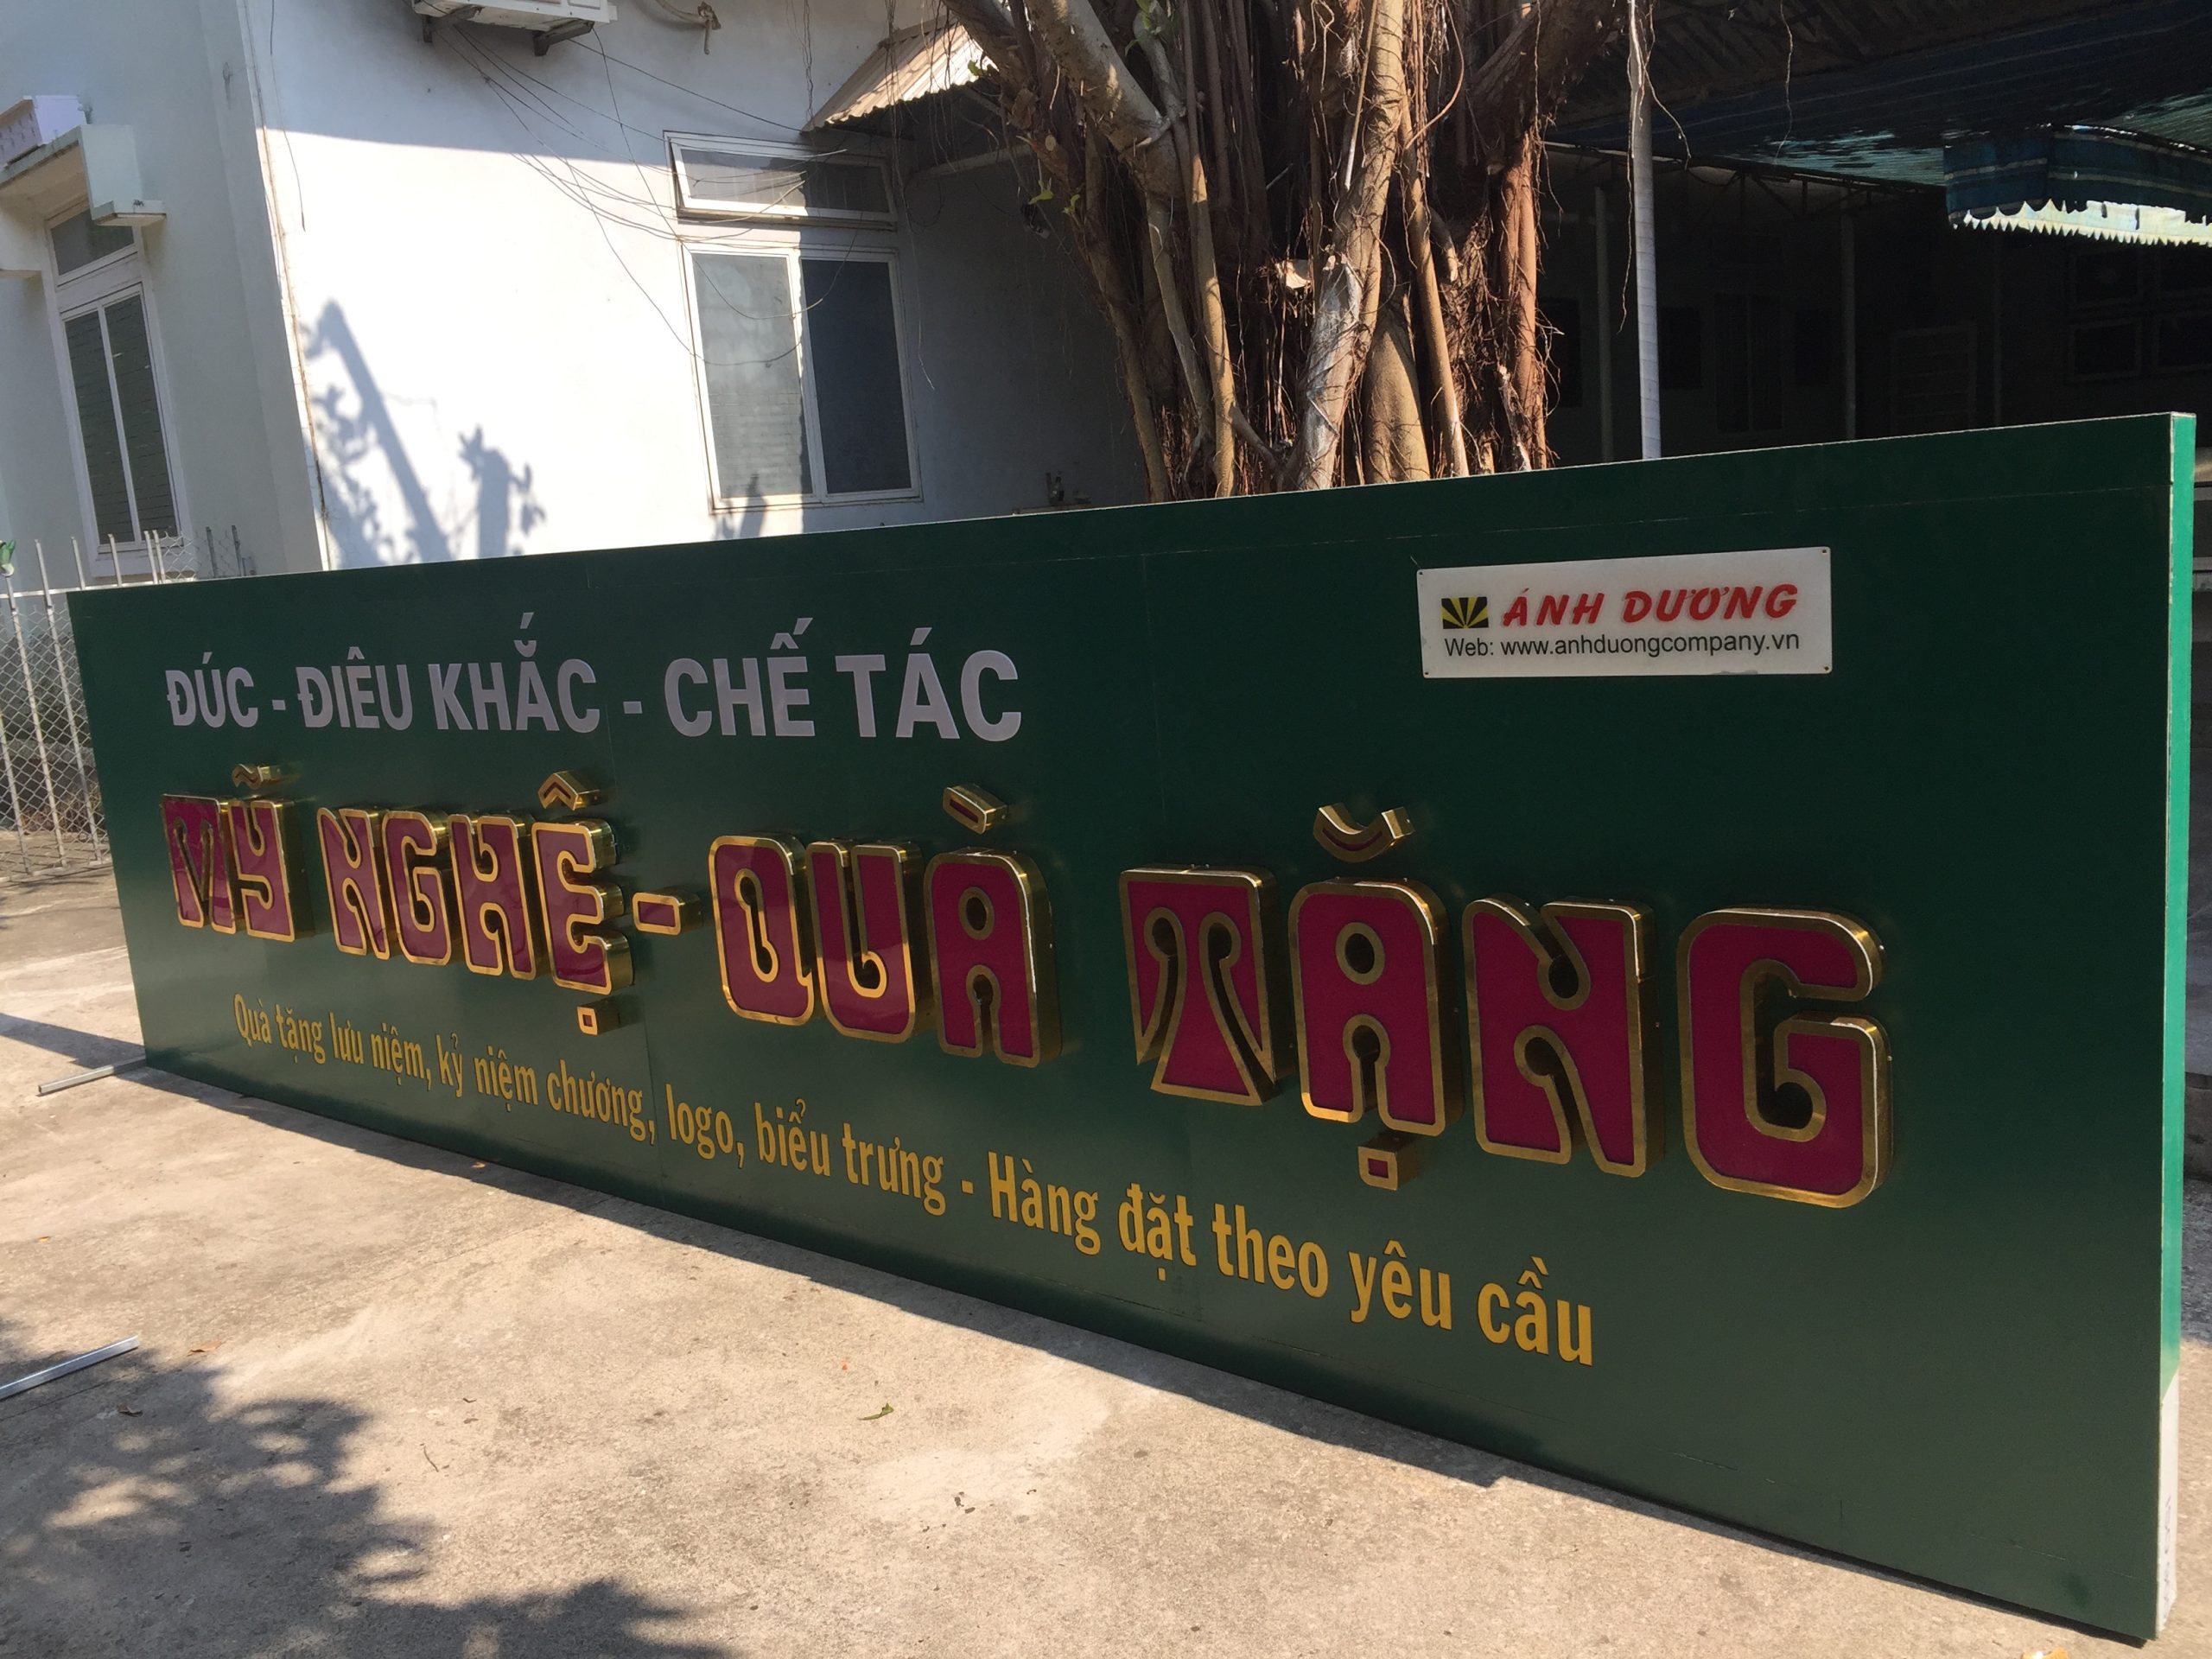 ÁNH DƯƠNG
Web: www.anhduongcompany.vn
ĐÚC - ĐIÊU KHẮC - CHẾ TÁC
MỸ NGHỆ - QUÀ TẶNG
Quà tặng lưu niệm, kỷ niệm chương, logo, biểu trưng - Hàng đặt theo yêu cầu